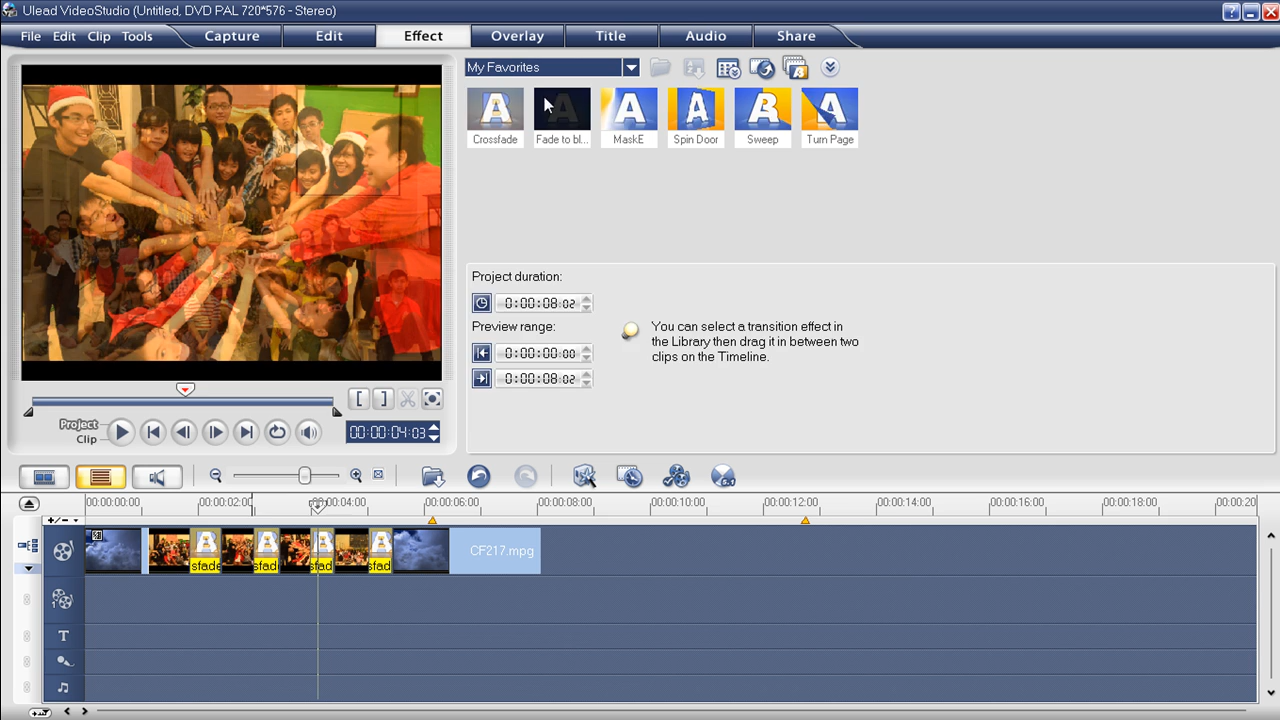 Ulead VideoStudio (Untitled, DVD PAL 720*576 - Stereo)
File Edit Clip Tools Capture Edit Effect Overlay Title Audio Share
My Favorites
Crossfade Fade to bl... MaskE Spin Door Sweep Turn Page
Project duration:
0:00:08:02
Preview range:
0:00:00:00
0:00:08:02
You can select a transition effect in
the Library then drag it in between two
clips on the Timeline.
Project
Clip
00:00:04:03
00:00:00:00 00:00:02:00 00:00:04:00 00:00:06:00 00:00:08:00 00:00:10:00 00:00:12:00 00:00:14:00 00:00:16:00 00:00:18:00 00:00:20
sfade sfad sfad sfad CF217.mpg
1
T